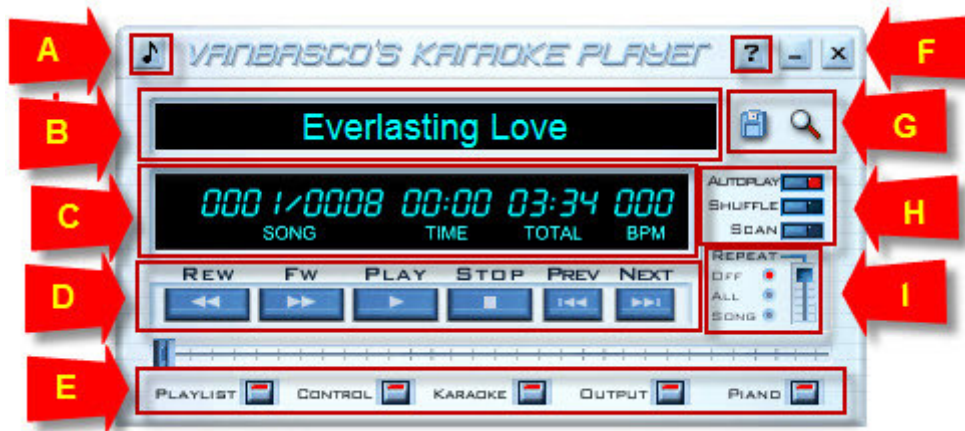 A
VANBASCO'S KARAOKE PLAYER
?
F
B
Everlasting Love
G
C
0001/0008 00:00 03:34 000
SONG TIME TOTAL BPM
AUTOPLAY
SHUFFLE
SCAN
H
D
REW FW PLAY STOP PREV NEXT
REPEAT
OFF
ALL
SONG
I
E
PLAYLIST CONTROL KARAOKE OUTPUT PIANO